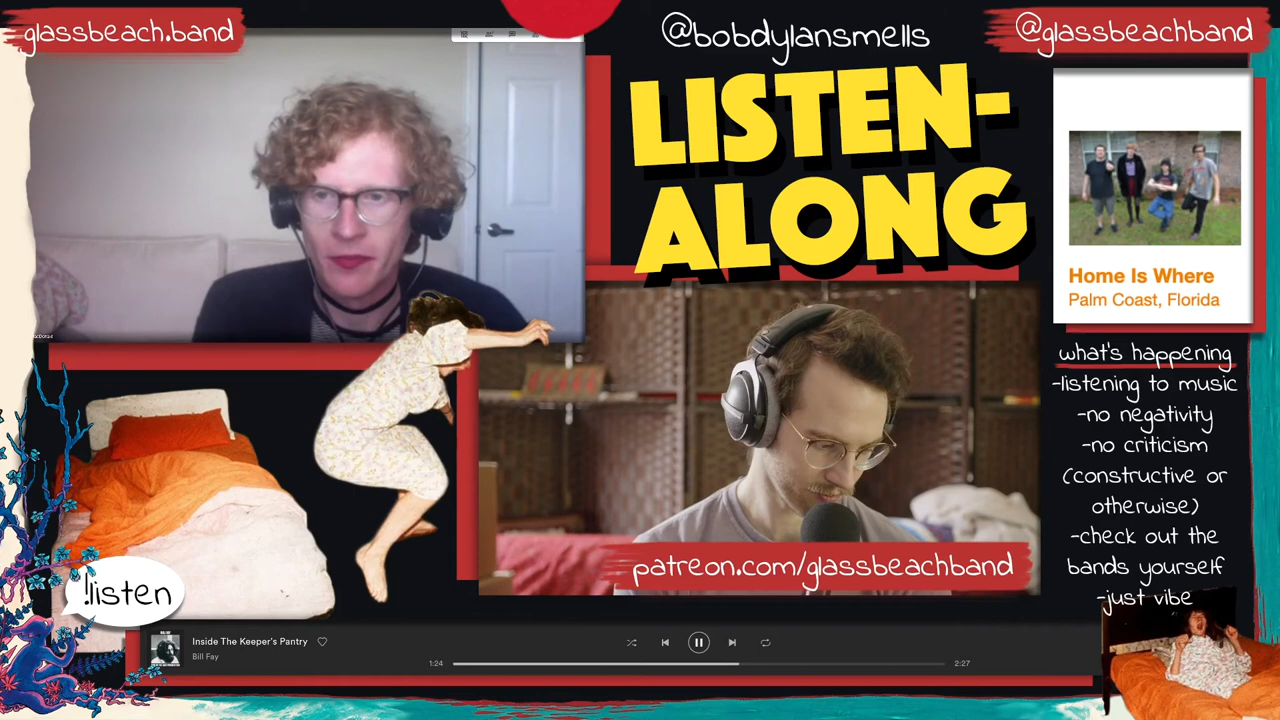 glassbeach.band
@bobdylansmells
@glassbeachband
LISTEN-
ALONG
Home Is Where
Palm Coast, Florida
what's happening
-listening to music
-no negativity
-no criticism
(constructive or
otherwise)
-check out the
bands yourself
-just vibe
patreon.com/glassbeachband
!listen
Inside The Keeper's Pantry
Bill Fay
1:24
2:27